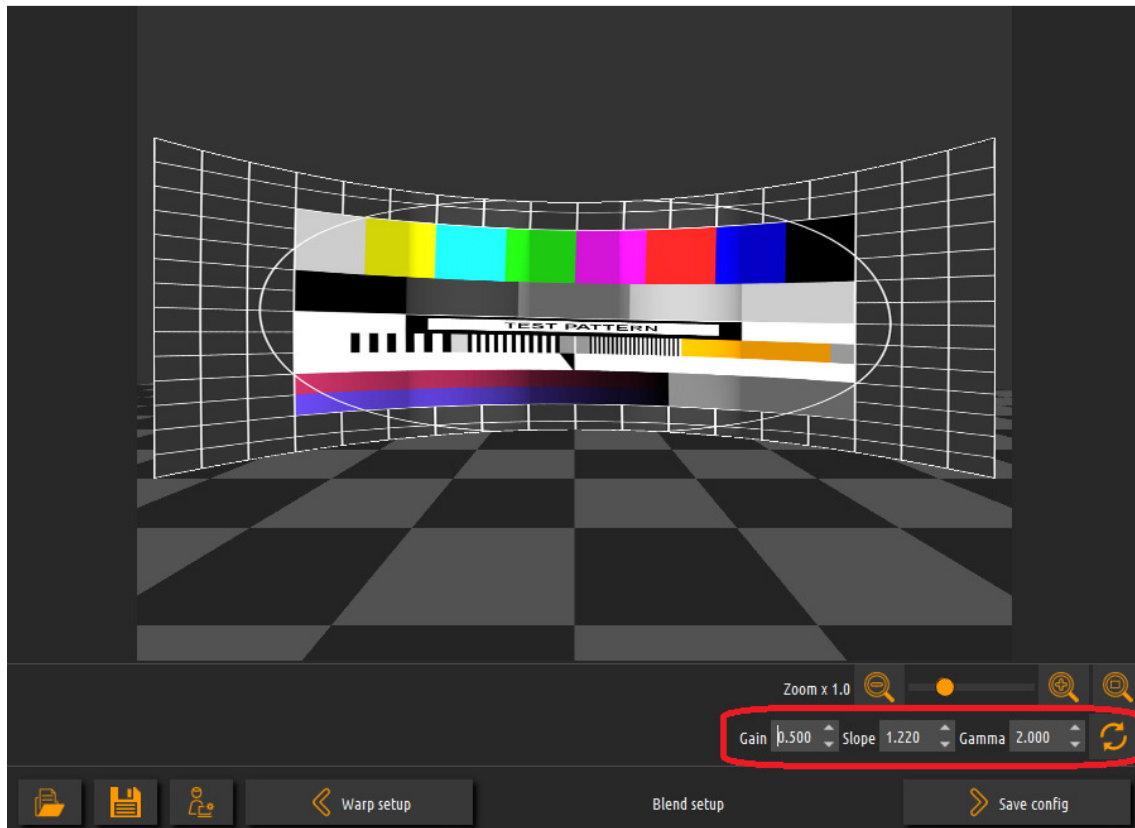 TEST PATTERN
Zoom x 1.0
Gain 0.500 Slope 1.220 Gamma 2.000
Warp setup Blend setup Save config